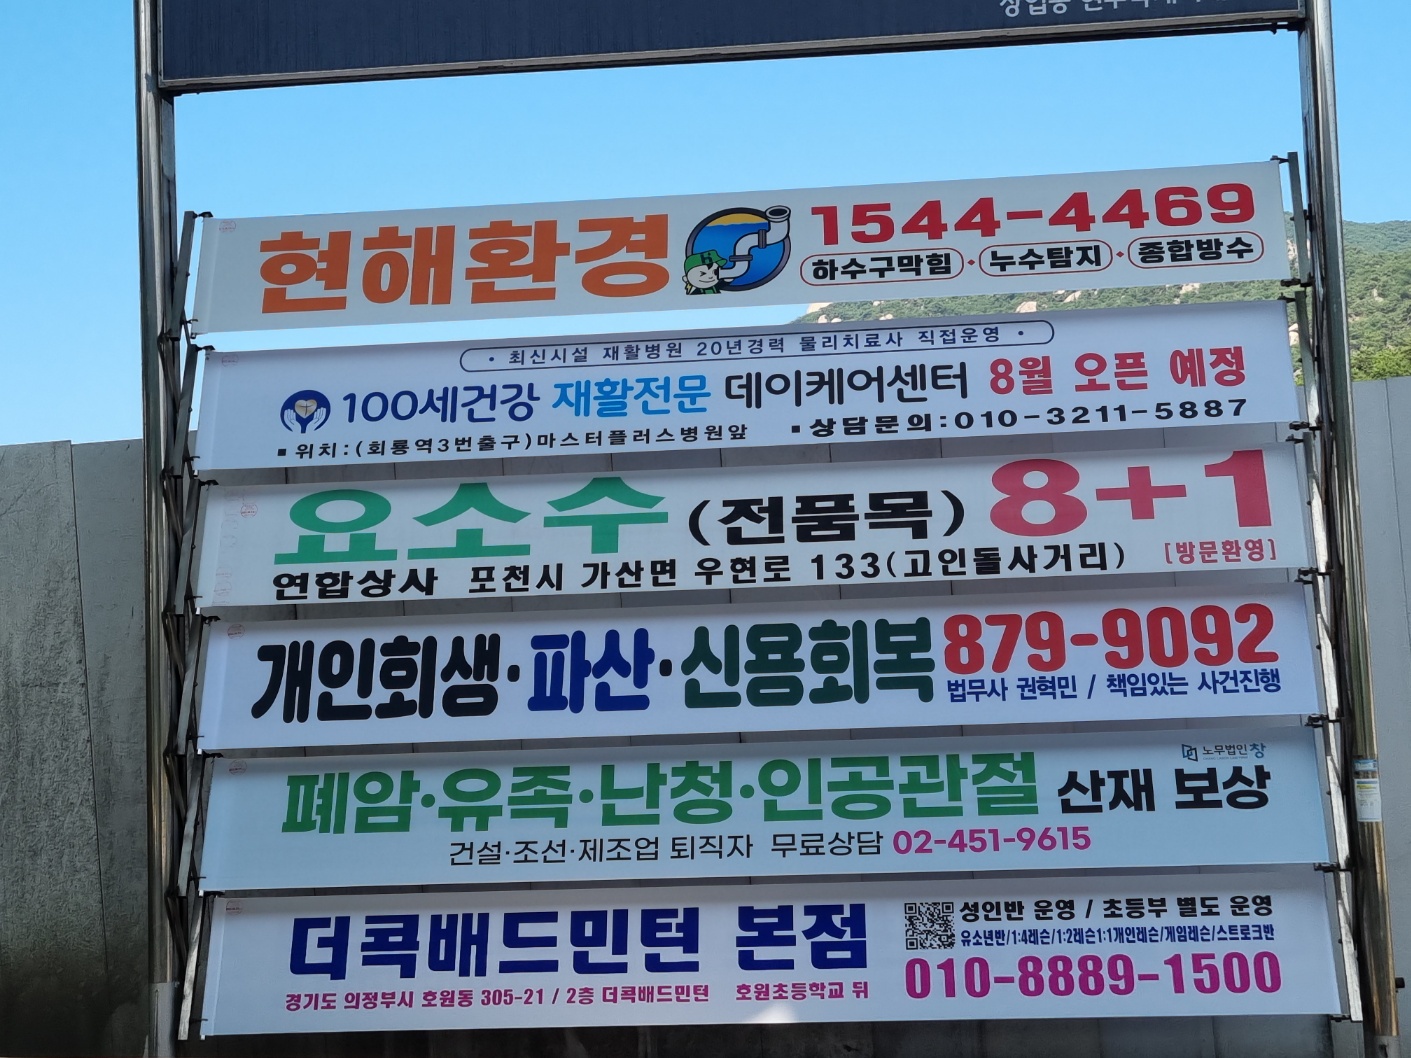 현해환경
1544-4469
하수구막힘 · 누수탐지 · 종합방수
· 최신시설 재활병원 20년경력 물리치료사 직접운영 ·
100세건강 재활전문 데이케어센터 8월 오픈 예정
▪ 위치:(회룡역3번출구)마스터플러스병원앞 ▪ 상담문의:010-3211-5887
요소수 (전품목) 8+1
연합상사 포천시 가산면 우현로 133(고인돌사거리) [방문환영]
개인회생·파산·신용회복 879-9092
법무사 권혁민 / 책임있는 사건진행
노무법인 창
폐암·유족·난청·인공관절 산재 보상
건설·조선·제조업 퇴직자 무료상담 02-451-9615
더콕배드민턴 본점
성인반 운영 / 초등부 별도 운영
유소년반/1:4레슨/1:2레슨1:1개인레슨/게임레슨/스트로크반
경기도 의정부시 호원동 305-21 / 2층 더콕배드민턴 호원초등학교 뒤
010-8889-1500